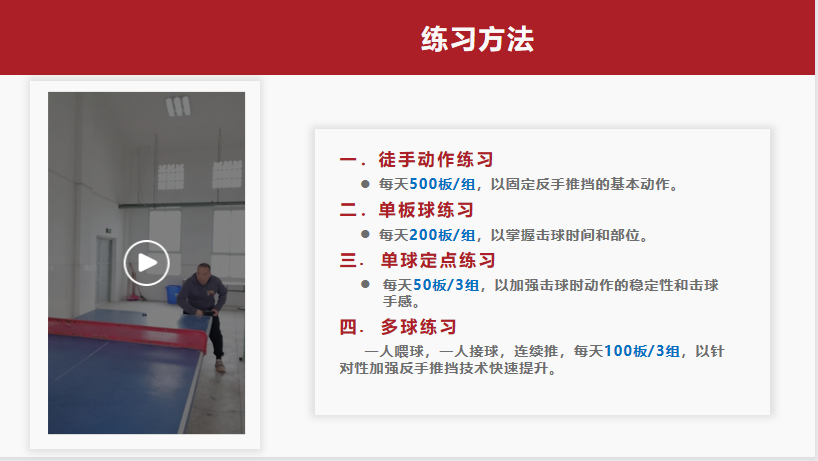 练习方法
一．徒手动作练习
● 每天500板/组，以固定反手推挡的基本动作。
二．单板球练习
● 每天200板/组，以掌握击球时间和部位。
三． 单球定点练习
● 每天50板/3组，以加强击球时动作的稳定性和击球
手感。
四． 多球练习
一人喂球，一人接球，连续推，每天100板/3组，以针
对性加强反手推挡技术快速提升。